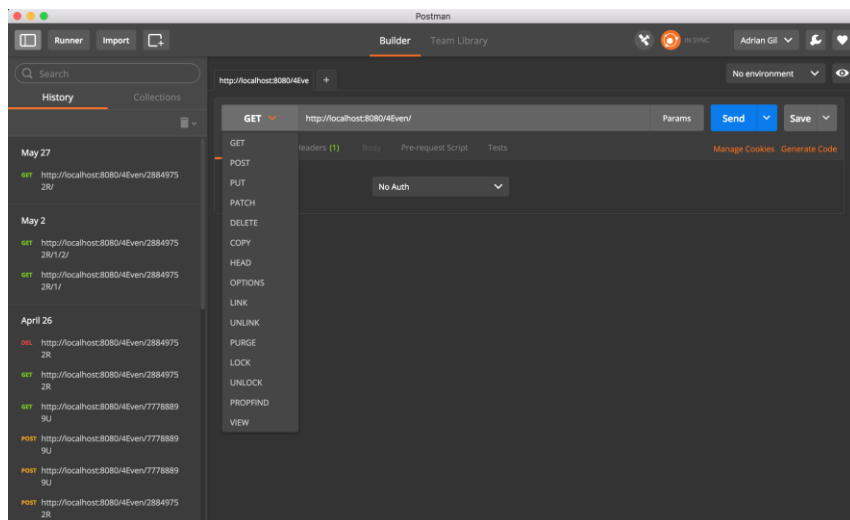 Postman
Runner Import Builder Team Library IN SYNC Adrian Gil
Search
http://localhost:8080/4Eve + No environment
History Collections
GET http://localhost:8080/4Even/ Params Send Save
GET
Headers (1) Body Pre-request Script Tests Manage Cookies Generate Code
POST
PUT
No Auth
PATCH
DELETE
COPY
HEAD
OPTIONS
LINK
UNLINK
PURGE
LOCK
UNLOCK
PROPFIND
VIEW
May 27
GET http://localhost:8080/4Even/2884975
2R/
May 2
GET http://localhost:8080/4Even/2884975
2R/1/2/
GET http://localhost:8080/4Even/2884975
2R/1/
April 26
DEL http://localhost:8080/4Even/2884975
2R
GET http://localhost:8080/4Even/2884975
2R
GET http://localhost:8080/4Even/7778889
9U
POST http://localhost:8080/4Even/7778889
9U
POST http://localhost:8080/4Even/7778889
9U
POST http://localhost:8080/4Even/2884975
2R